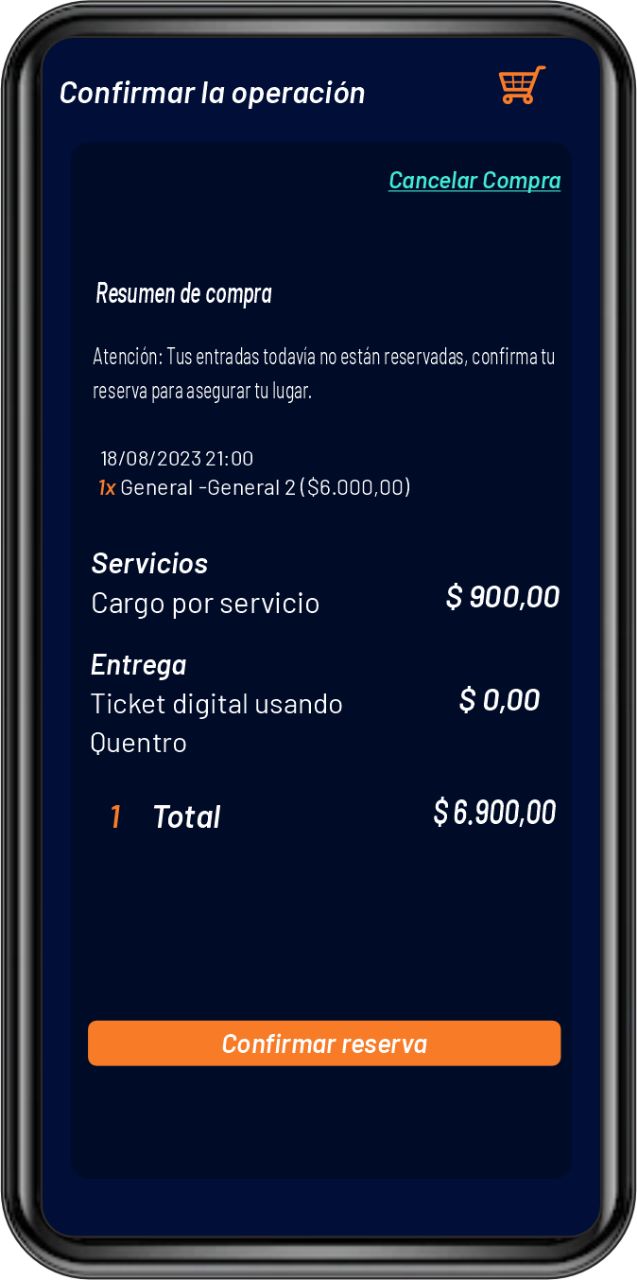 Confirmar la operación
Cancelar Compra
Resumen de compra
Atención: Tus entradas todavía no están reservadas, confirma tu
reserva para asegurar tu lugar.
18/08/2023 21:00
1x General -General 2 ($6.000,00)
Servicios
Cargo por servicio $ 900,00
Entrega
Ticket digital usando $ 0,00
Quentro
1 Total $ 6.900,00
Confirmar reserva